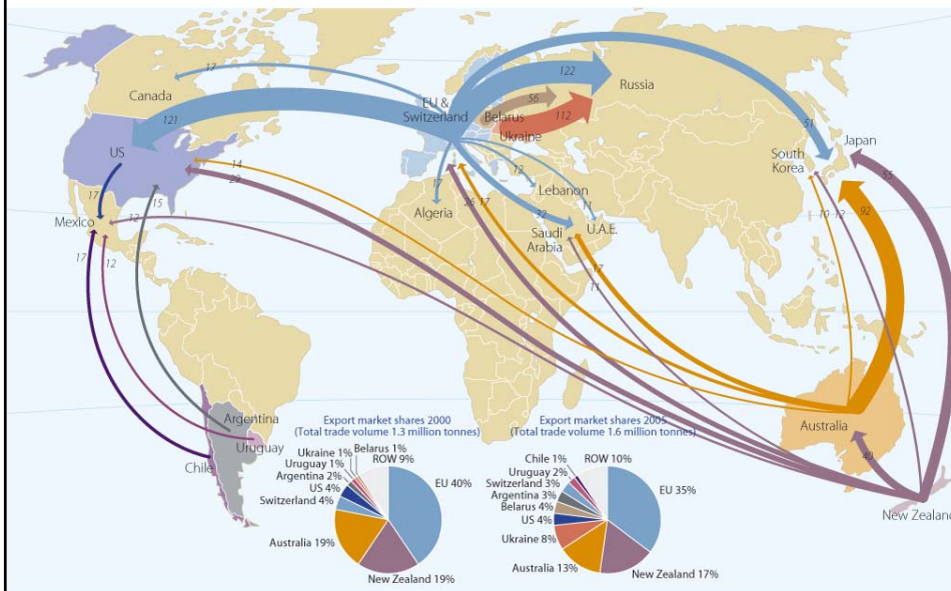 17
122
Russia
Canada
EU &
Switzerland
56
Belarus
112
Ukraine
121
51
Japan
US
14
29
South
Korea
55
17
12
Lebanon
17
15
26
17
11
Algeria
32
U.A.E.
Saudi
Arabia
Mexico
12
10
12
92
17
12
17
11
Argentina
Uruguay
Chile
Australia
40
New Zealand
Export market shares 2000
(Total trade volume 1.3 million tonnes)
Ukraine 1%
Belarus 1%
Uruguay 1%
ROW 9%
Argentina 2%
US 4%
Switzerland 4%
EU 40%
Australia 19%
New Zealand 19%
Export market shares 2005
(Total trade volume 1.6 million tonnes)
Chile 1%
ROW 10%
Uruguay 2%
Switzerland 3%
Argentina 3%
Belarus 4%
US 4%
Ukraine 8%
EU 35%
Australia 13%
New Zealand 17%